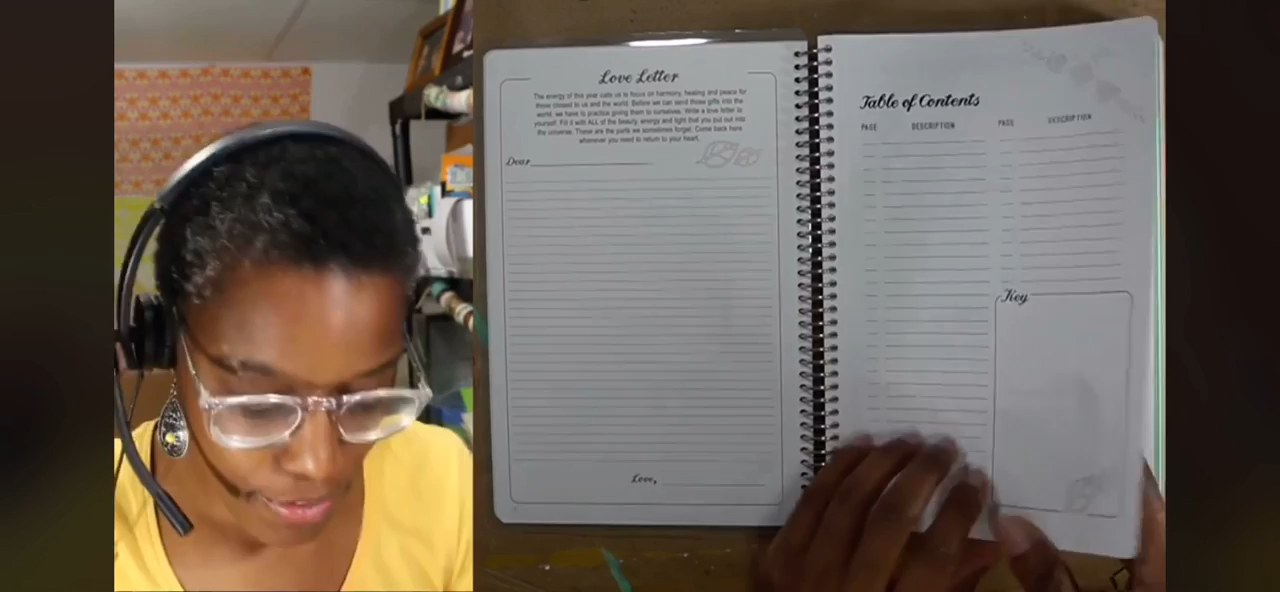 Love Letter
The energy of this year calls us to focus on harmony, healing and peace for
those closed to us and the world. Before we can send those gifts into the
world, we have to practice giving them to ourselves. Write a love letter to
yourself. Fill it with ALL of the beauty, energy and light that you put out into
the universe. These are the parts we sometimes forget. Come back here
whenever you need to return to your heart.
Dear
Love,
Table of Contents
PAGE DESCRIPTION PAGE DESCRIPTION
Key